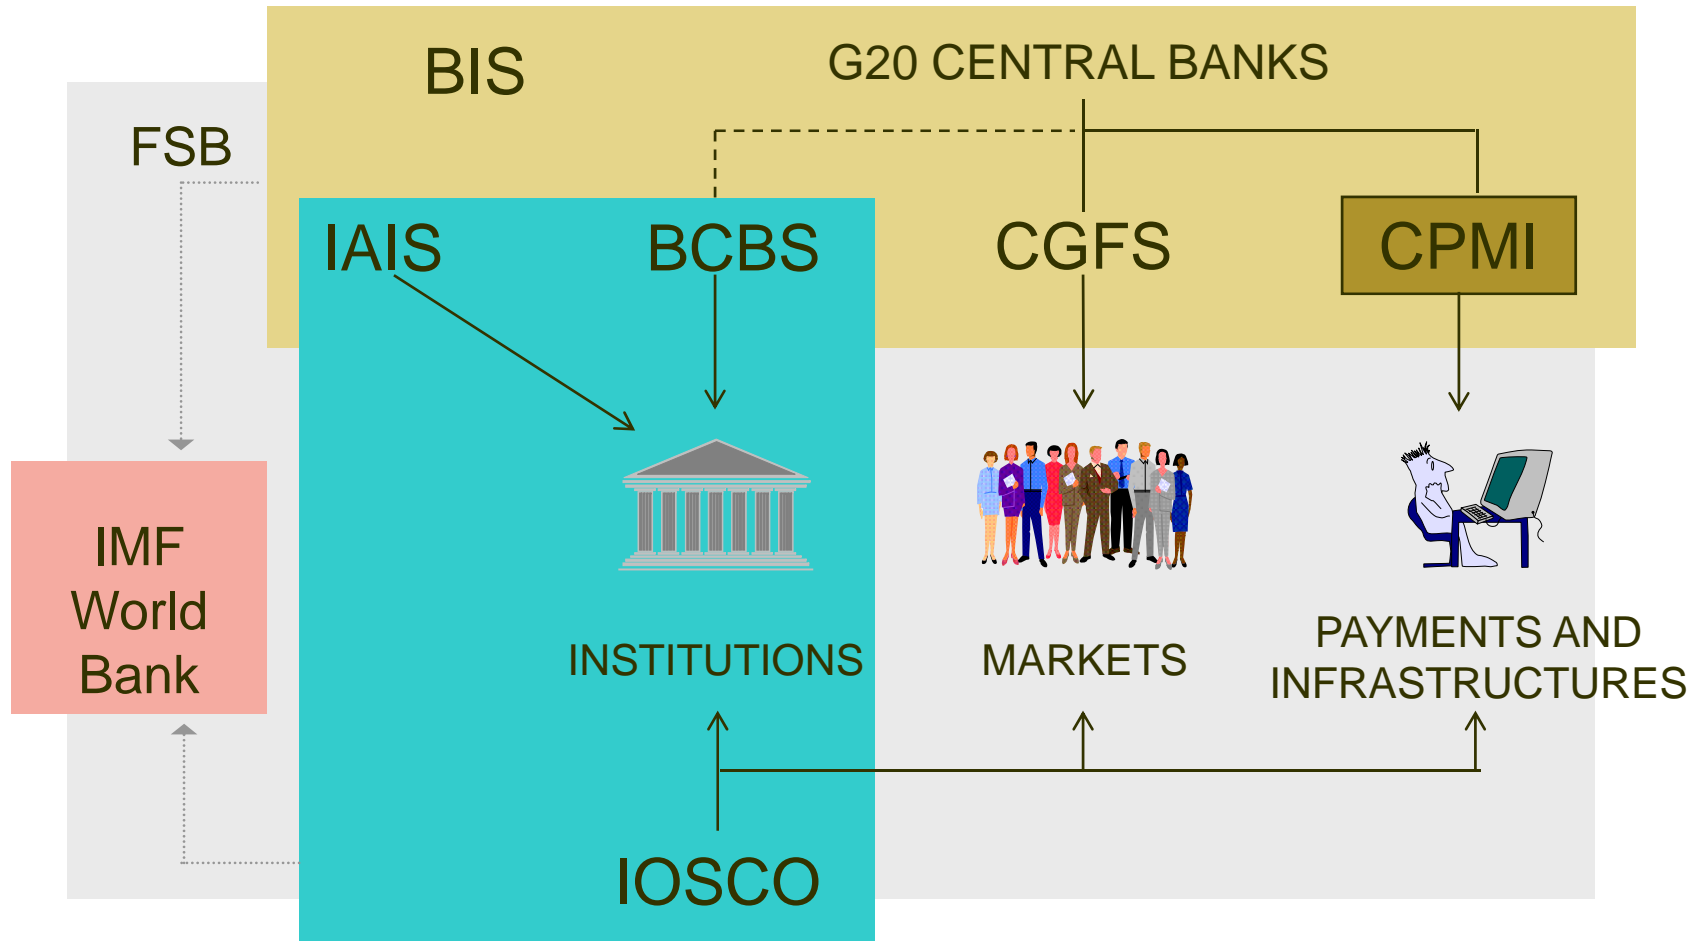 BIS
G20 CENTRAL BANKS
FSB
IAIS
BCBS
CGFS
CPMI
IMF
World
Bank
INSTITUTIONS
MARKETS
PAYMENTS AND
INFRASTRUCTURES
IOSCO